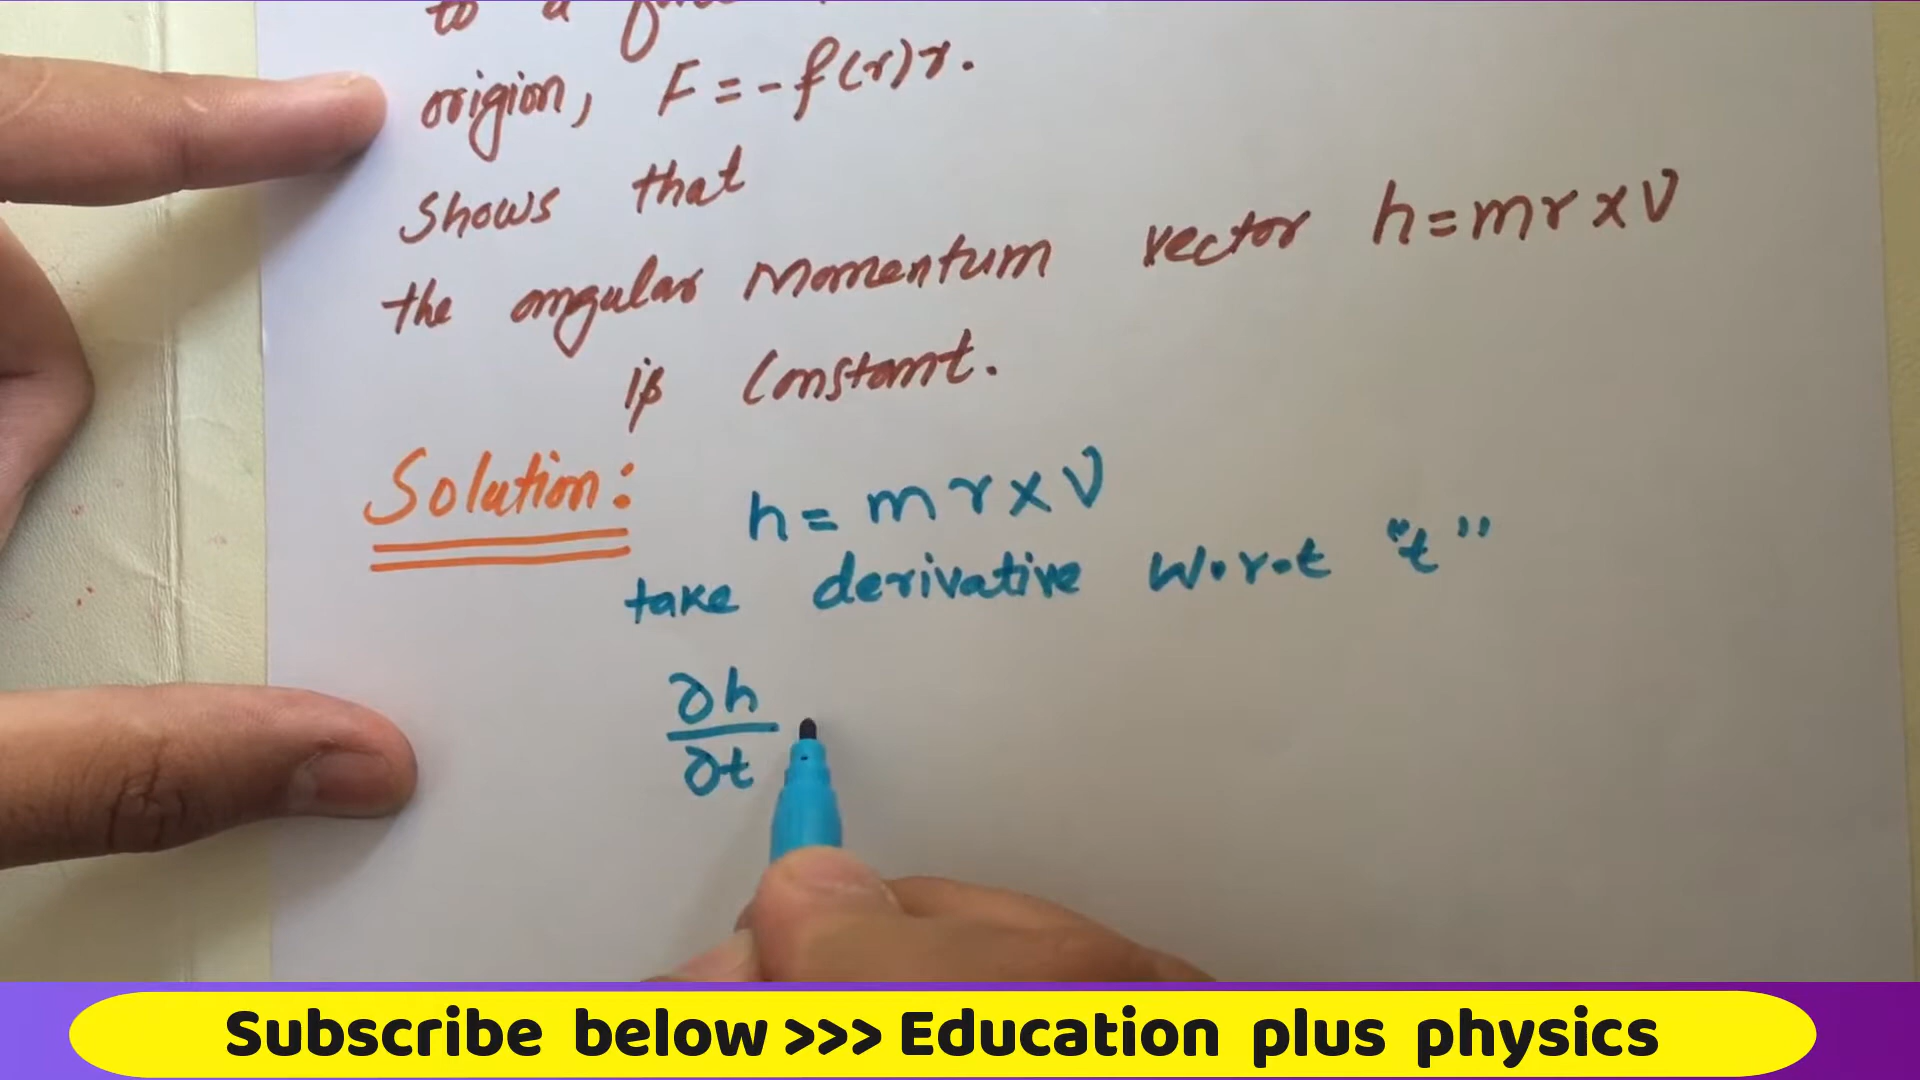 to a
origion, F = -f(r)r.
Shows that
the angular momentum vector h = mr x v
is constant.
Solution:
h = mr x v
take derivative w.r.t "t"
∂h
∂t
Subscribe below >>> Education plus physics